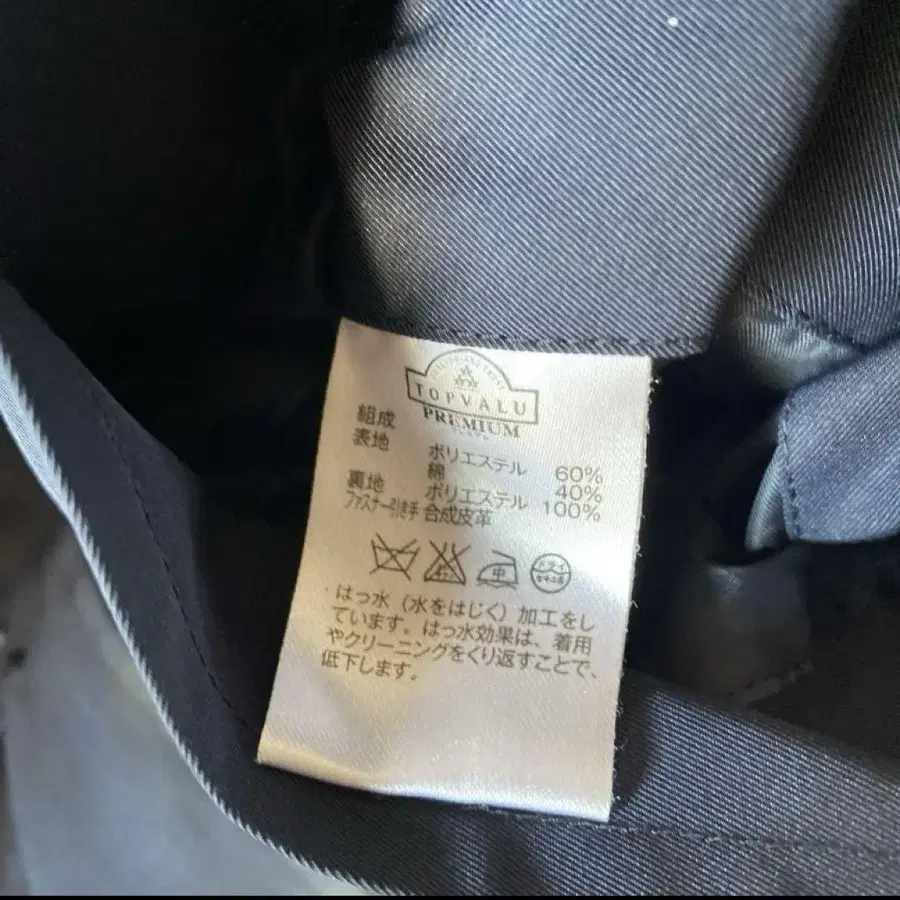 TOPVALU
PREMIUM
組成
表地 ポリエステル 60%
綿 40%
裏地 ポリエステル 100%
ファスナー引き手 合成皮革
中 ドライ
・はっ水（水をはじく）加工をし
ています。はっ水効果は、着用
やクリーニングをくり返すことで、
低下します。